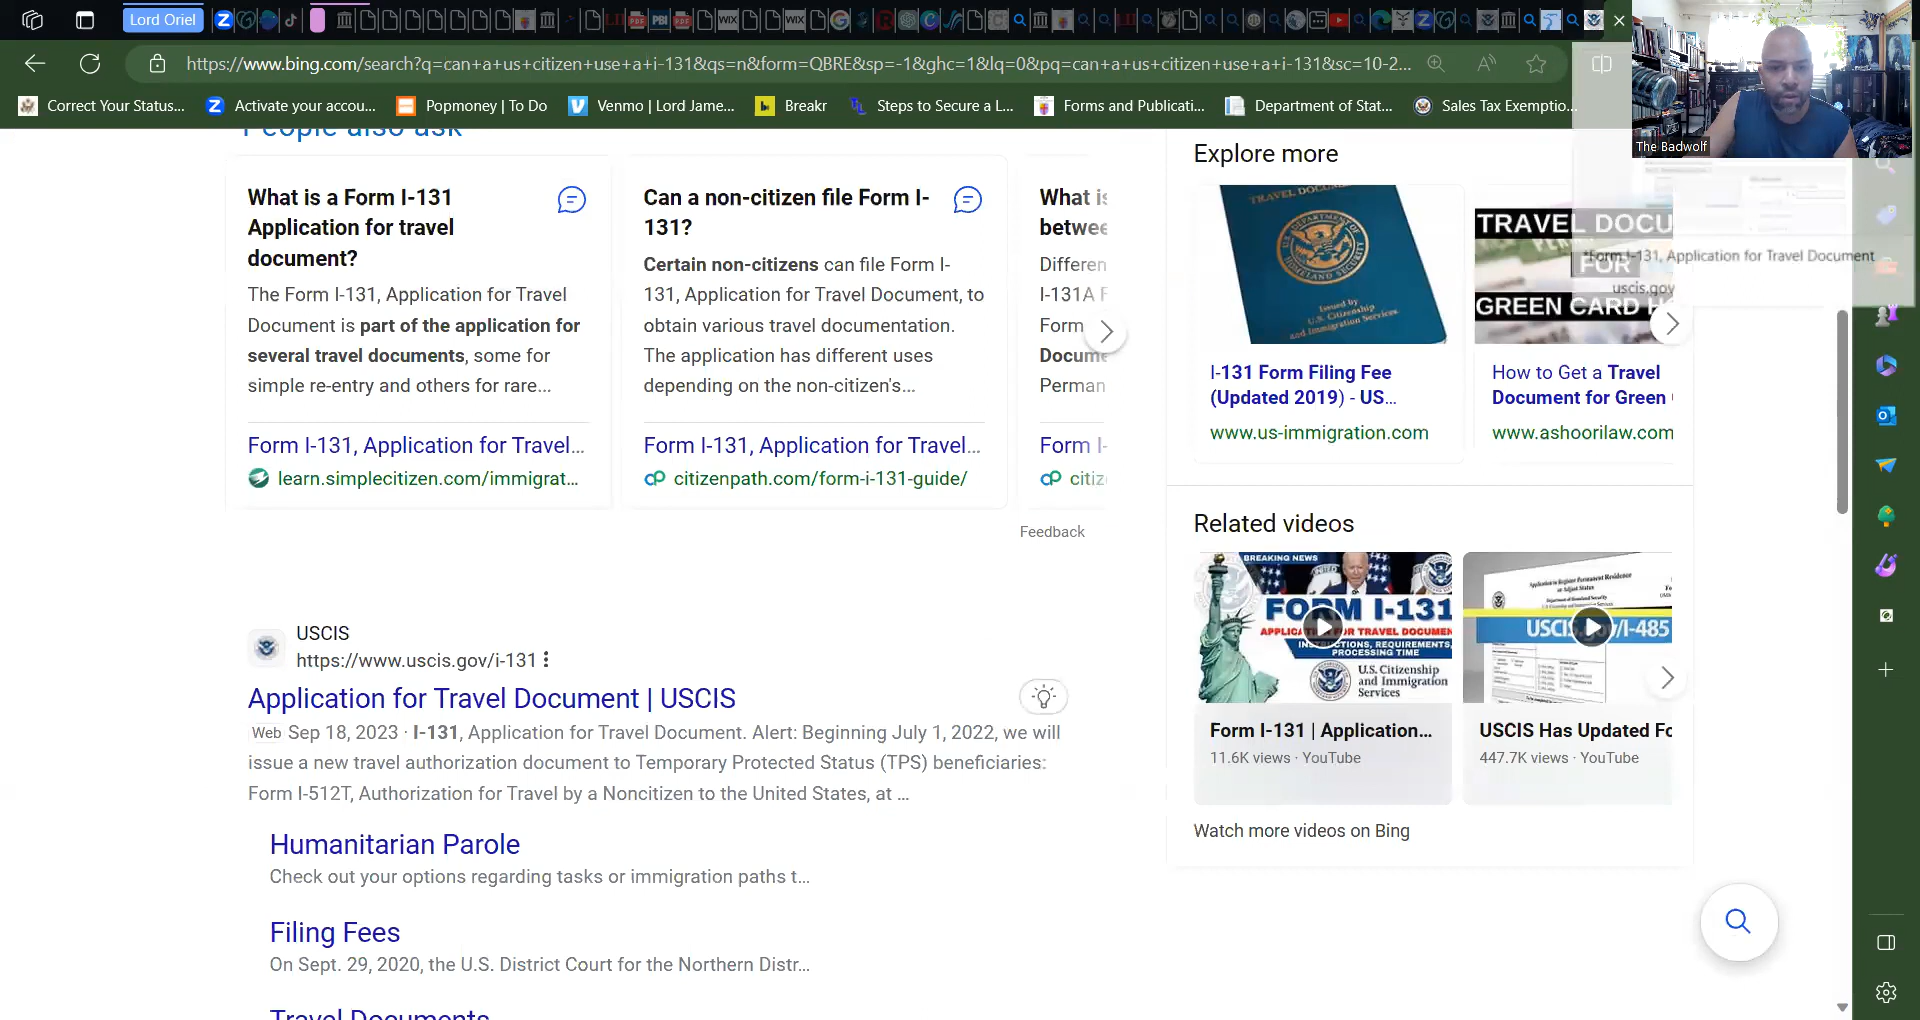 Lord Oriel
https://www.bing.com/search?q=can+a+us+citizen+use+a+i-131&qs=n&form=QBRE&sp=-1&ghc=1&lq=0&pq=can+a+us+citizen+use+a+i-131&sc=10-2...
Correct Your Status...
Activate your accou...
Popmoney | To Do
Venmo | Lord Jame...
Breakr
Steps to Secure a L...
Forms and Publicati...
Department of Stat...
Sales Tax Exemptio...
The Badwolf
People also ask
What is a Form I-131
Application for travel
document?
The Form I-131, Application for Travel
Document is part of the application for
several travel documents, some for
simple re-entry and others for rare...
Form I-131, Application for Travel...
learn.simplecitizen.com/immigrat...
Can a non-citizen file Form I-
131?
Certain non-citizens can file Form I-
131, Application for Travel Document, to
obtain various travel documentation.
The application has different uses
depending on the non-citizen's...
Form I-131, Application for Travel...
citizenpath.com/form-i-131-guide/
What is
betwee
Differen
I-131A F
Form
Docume
Perman
Form I-
citiz
Feedback
USCIS
https://www.uscis.gov/i-131
Application for Travel Document | USCIS
Web Sep 18, 2023 · I-131, Application for Travel Document. Alert: Beginning July 1, 2022, we will
issue a new travel authorization document to Temporary Protected Status (TPS) beneficiaries:
Form I-512T, Authorization for Travel by a Noncitizen to the United States, at ...
Humanitarian Parole
Check out your options regarding tasks or immigration paths t...
Filing Fees
On Sept. 29, 2020, the U.S. District Court for the Northern Distr...
Travel Documents
Explore more
TRAVEL DOCU
Issued by
U.S. Citizenship
and Immigration Services
I-131 Form Filing Fee
(Updated 2019) - US...
www.us-immigration.com
TRAVEL DOCU
FOR
GREEN CARD H
How to Get a Travel
Document for Green
www.ashoorilaw.com
*Form I-131, Application for Travel Document
uscis.gov
Related videos
BREAKING NEWS
FORM I-131
APPLICATION FOR TRAVEL DOCUMEN
INSTRUCTIONS, REQUIREMENTS,
PROCESSING TIME
U.S. Citizenship
and Immigration
Services
Form I-131 | Application...
11.6K views · YouTube
USCIS.gov/I-485
USCIS Has Updated Fo
447.7K views · YouTube
Watch more videos on Bing